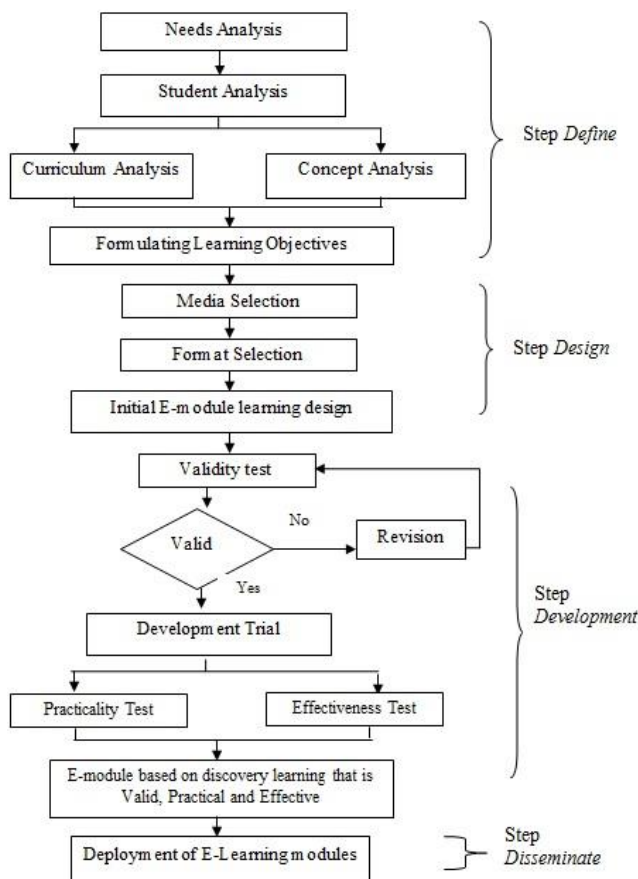 Needs Analysis
Student Analysis
Curriculum Analysis
Concept Analysis
Step Define
Formulating Learning Objectives
Media Selection
Format Selection
Step Design
Initial E-module learning design
Validity test
No
Valid
Revision
Yes
Step
Development
Development Trial
Practicality Test
Effectiveness Test
E-module based on discovery learning that is
Valid, Practical and Effective
Deployment of E-Learning modules
Step
Disseminate